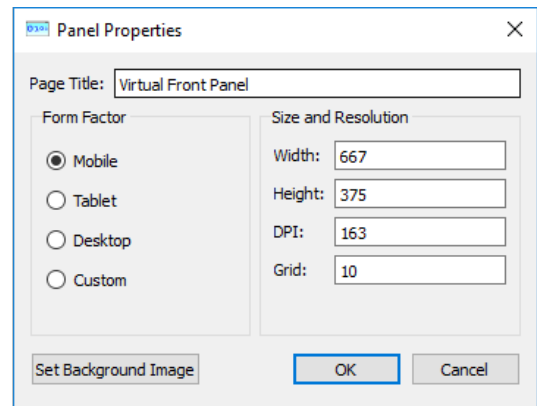 Panel Properties
Page Title: Virtual Front Panel
Form Factor
Mobile
Tablet
Desktop
Custom
Size and Resolution
Width: 667
Height: 375
DPI: 163
Grid: 10
Set Background Image
OK
Cancel